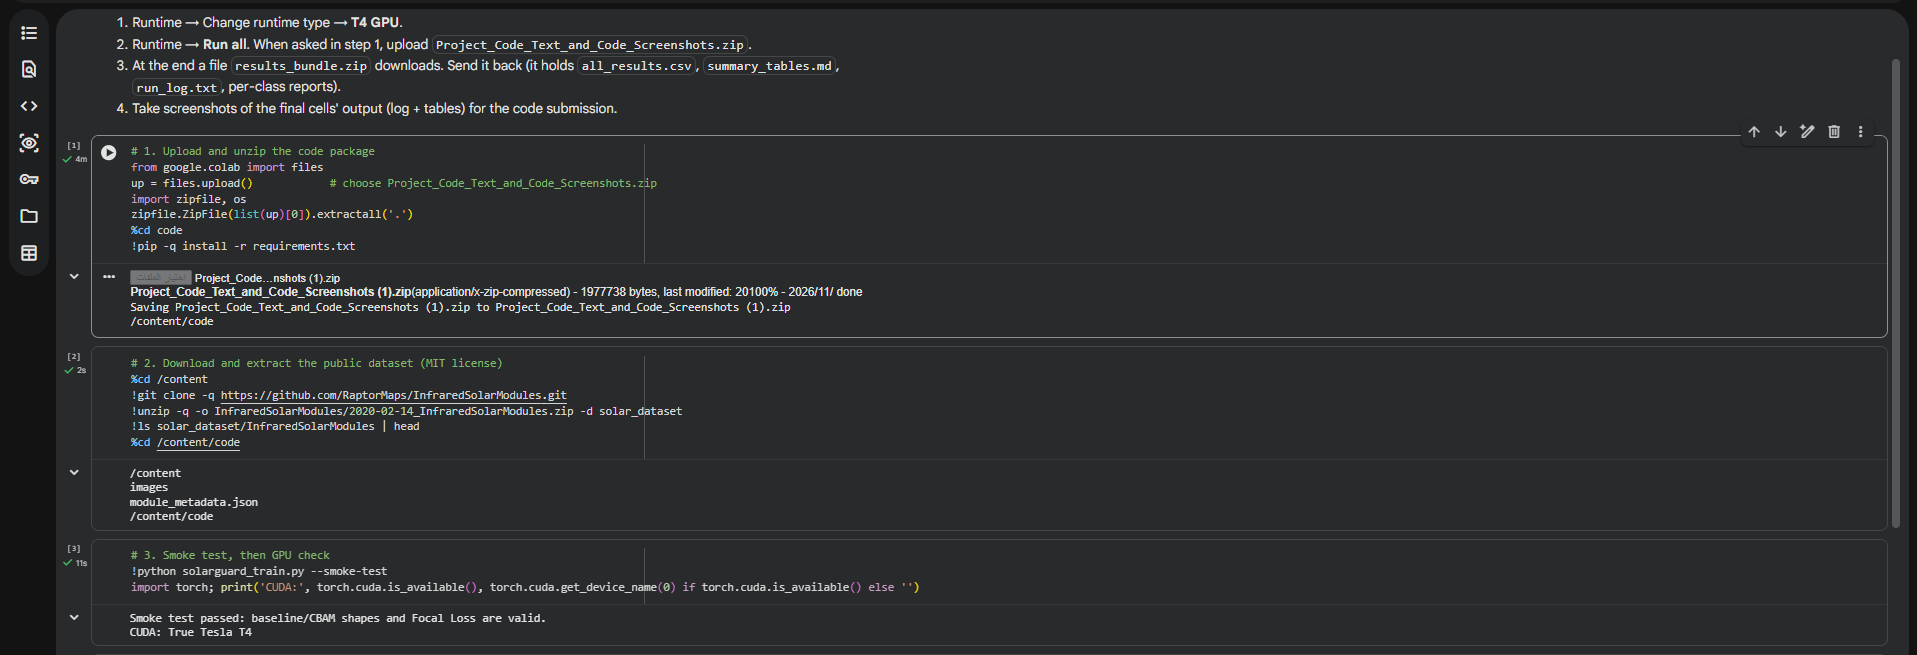 1. Runtime → Change runtime type → T4 GPU.
2. Runtime → Run all. When asked in step 1, upload Project_Code_Text_and_Code_Screenshots.zip.
3. At the end a file results_bundle.zip downloads. Send it back (it holds all_results.csv, summary_tables.md,
run_log.txt, per-class reports).
4. Take screenshots of the final cells' output (log + tables) for the code submission.
[1]
4m
# 1. Upload and unzip the code package
from google.colab import files
up = files.upload() # choose Project_Code_Text_and_Code_Screenshots.zip
import zipfile, os
zipfile.ZipFile(list(up)[0]).extractall('.')
%cd code
!pip -q install -r requirements.txt
Project_Code...nshots (1).zip
Project_Code_Text_and_Code_Screenshots (1).zip(application/x-zip-compressed) - 1977738 bytes, last modified: 20100% - 2026/11/ done
Saving Project_Code_Text_and_Code_Screenshots (1).zip to Project_Code_Text_and_Code_Screenshots (1).zip
/content/code
[2]
2s
# 2. Download and extract the public dataset (MIT license)
%cd /content
!git clone -q https://github.com/RaptorMaps/InfraredSolarModules.git
!unzip -q -o InfraredSolarModules/2020-02-14_InfraredSolarModules.zip -d solar_dataset
!ls solar_dataset/InfraredSolarModules | head
%cd /content/code
/content
images
module_metadata.json
/content/code
[3]
11s
# 3. Smoke test, then GPU check
!python solarguard_train.py --smoke-test
import torch; print('CUDA:', torch.cuda.is_available(), torch.cuda.get_device_name(0) if torch.cuda.is_available() else '')
Smoke test passed: baseline/CBAM shapes and Focal Loss are valid.
CUDA: True Tesla T4